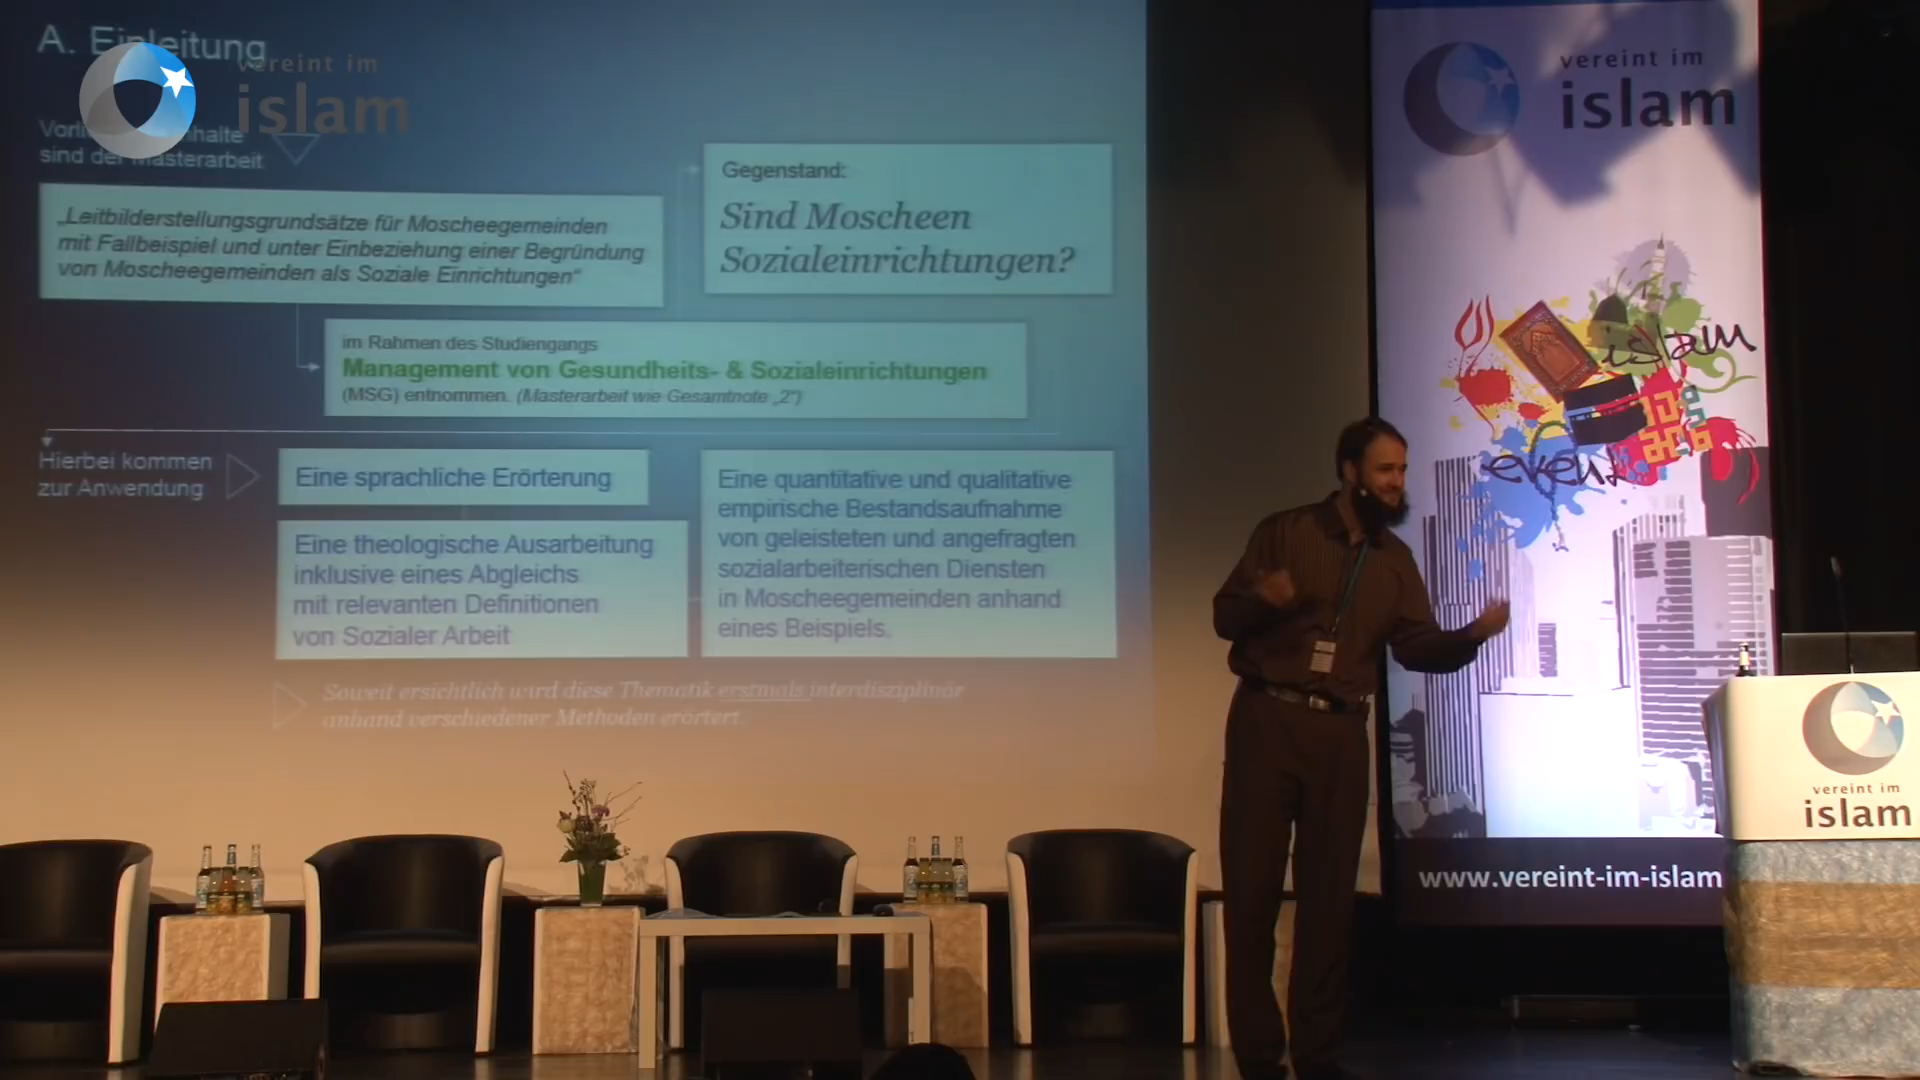 A. Einleitung
vereint im
islam
sind der Masterarbeit
„Leitbilderstellungsgrundsätze für Moscheegemeinden
mit Fallbeispiel und unter Einbeziehung einer Begründung
von Moscheegemeinden als Soziale Einrichtungen“
Gegenstand:
Sind Moscheen
Sozialeinrichtungen?
im Rahmen des Studiengangs
Management von Gesundheits- & Sozialeinrichtungen
(MSG) entnommen. (Masterarbeit wie Gesamtnote „2“)
Hierbei kommen
zur Anwendung
Eine sprachliche Erörterung
Eine theologische Ausarbeitung
inklusive eines Abgleichs
mit relevanten Definitionen
von Sozialer Arbeit
Eine quantitative und qualitative
empirische Bestandsaufnahme
von geleisteten und angefragten
sozialarbeiterischen Diensten
in Moscheegemeinden anhand
eines Beispiels.
Soweit ersichtlich wird diese Thematik erstmals interdisziplinär
anhand verschiedener Methoden erörtert.
vereint im
islam
islam
event
www.vereint-im-islam
vereint im
islam